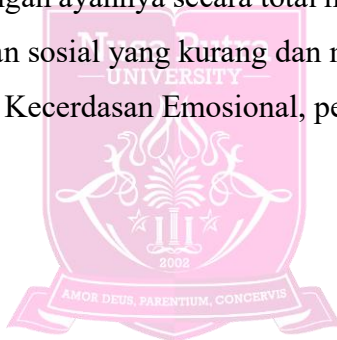 ngan ayahnya secara total
an sosial yang kurang dan
Nusa Putra
UNIVERSITY
Kecerdasan Emosional,
2002
AMOR DEUS, PARENTIUM, CONCERVIS